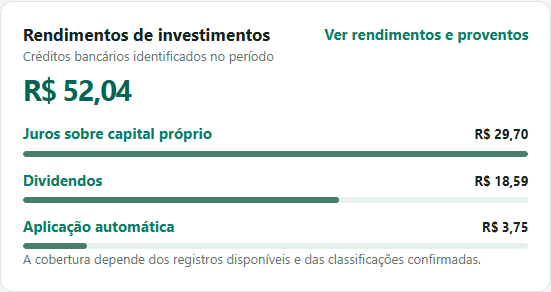 Rendimentos de investimentos
Ver rendimentos e proventos
Créditos bancários identificados no período
R$ 52,04
Juros sobre capital próprio
R$ 29,70
Dividendos
R$ 18,59
Aplicação automática
R$ 3,75
A cobertura depende dos registros disponíveis e das classificações confirmadas.